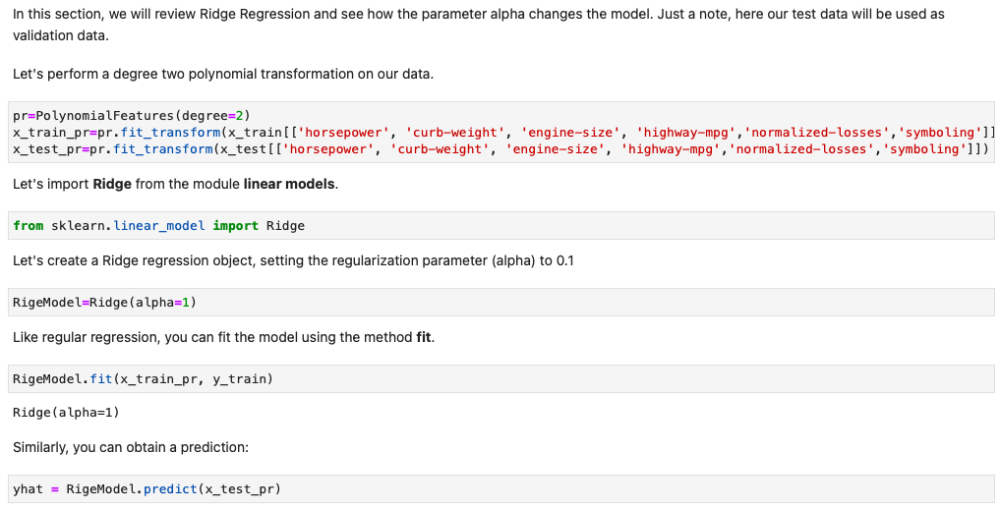 In this section, we will review Ridge Regression and see how the parameter alpha changes the model. Just a note, here our test data will be used as
validation data.
Let's perform a degree two polynomial transformation on our data.
pr=PolynomialFeatures(degree=2)
x_train_pr=pr.fit_transform(x_train[['horsepower', 'curb-weight', 'engine-size', 'highway-mpg','normalized-losses','symboling']]
x_test_pr=pr.fit_transform(x_test[['horsepower', 'curb-weight', 'engine-size', 'highway-mpg','normalized-losses','symboling']])
Let's import Ridge from the module linear models.
from sklearn.linear_model import Ridge
Let's create a Ridge regression object, setting the regularization parameter (alpha) to 0.1
RigeModel=Ridge(alpha=1)
Like regular regression, you can fit the model using the method fit.
RigeModel.fit(x_train_pr, y_train)
Ridge(alpha=1)
Similarly, you can obtain a prediction:
yhat = RigeModel.predict(x_test_pr)